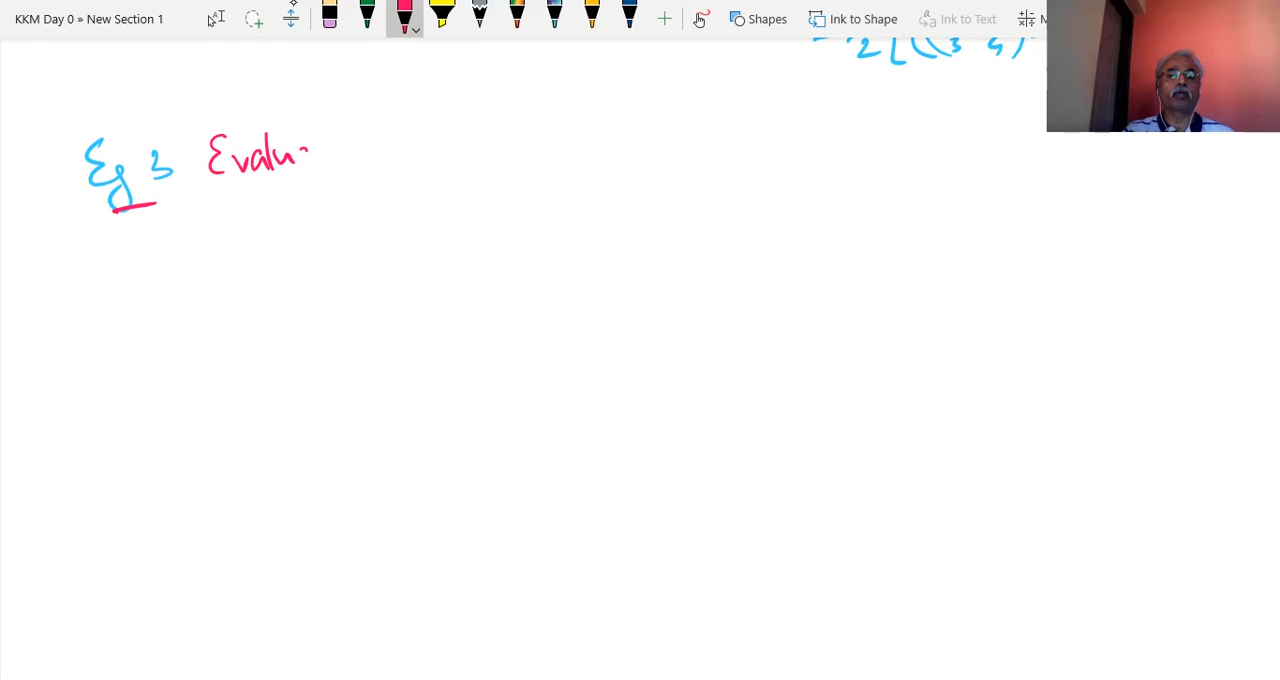 KKM Day 0 » New Section 1
Shapes
Ink to Shape
Ink to Text
Eg 3 Evalu